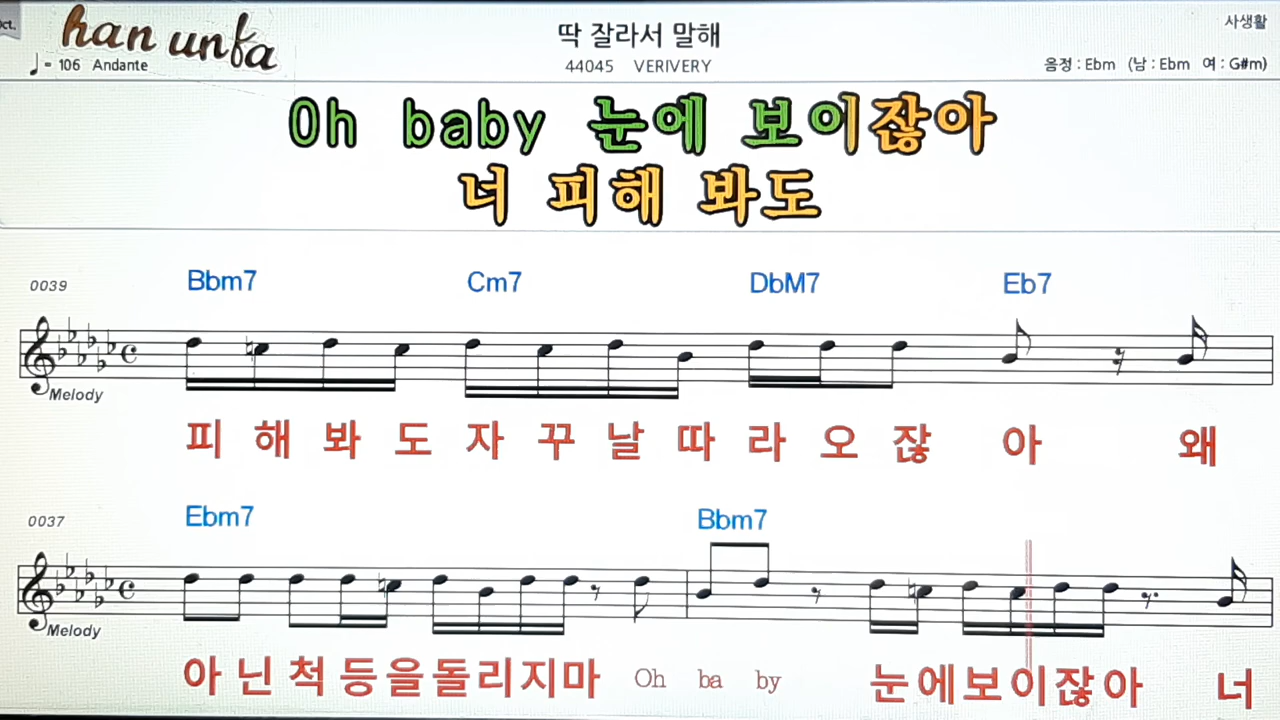 ct.
han unfa
딱 잘라서 말해
사생활
♩= 106 Andante
44045 VERIVERY
음정 : Ebm (남 : Ebm 여 : G#m)
Oh baby 눈에 보이잖아
너 피해 봐도
0039 Bbm7 Cm7 DbM7 Eb7
Melody
피 해 봐 도 자 꾸 날 따 라 오 잖 아 왜
0037 Ebm7 Bbm7
Melody
아 닌 척 등을돌리지마 Oh ba by 눈에보이잖아 너